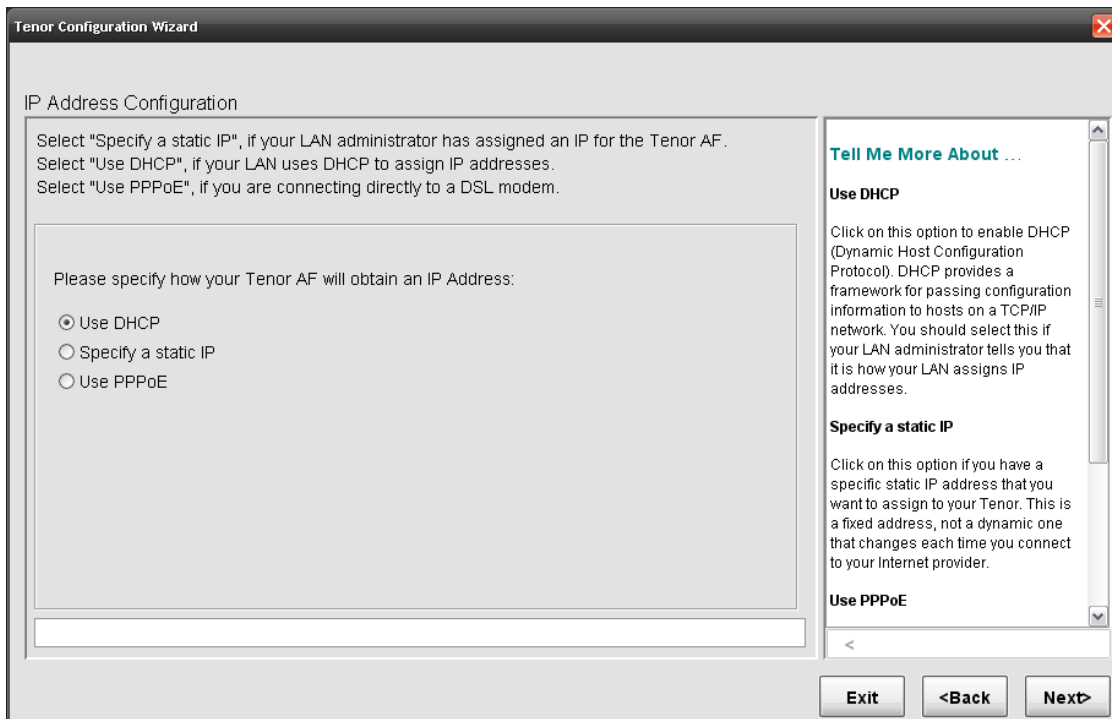 Tenor Configuration Wizard
IP Address Configuration
Select "Specify a static IP", if your LAN administrator has assigned an IP for the Tenor AF.
Select "Use DHCP", if your LAN uses DHCP to assign IP addresses.
Select "Use PPPoE", if you are connecting directly to a DSL modem.
Please specify how your Tenor AF will obtain an IP Address:
Use DHCP
Specify a static IP
Use PPPoE
Tell Me More About ...
Use DHCP
Click on this option to enable DHCP
(Dynamic Host Configuration
Protocol). DHCP provides a
framework for passing configuration
information to hosts on a TCP/IP
network. You should select this if
your LAN administrator tells you that
it is how your LAN assigns IP
addresses.
Specify a static IP
Click on this option if you have a
specific static IP address that you
want to assign to your Tenor. This is
a fixed address, not a dynamic one
that changes each time you connect
to your Internet provider.
Use PPPoE
<
Exit
<Back
Next>